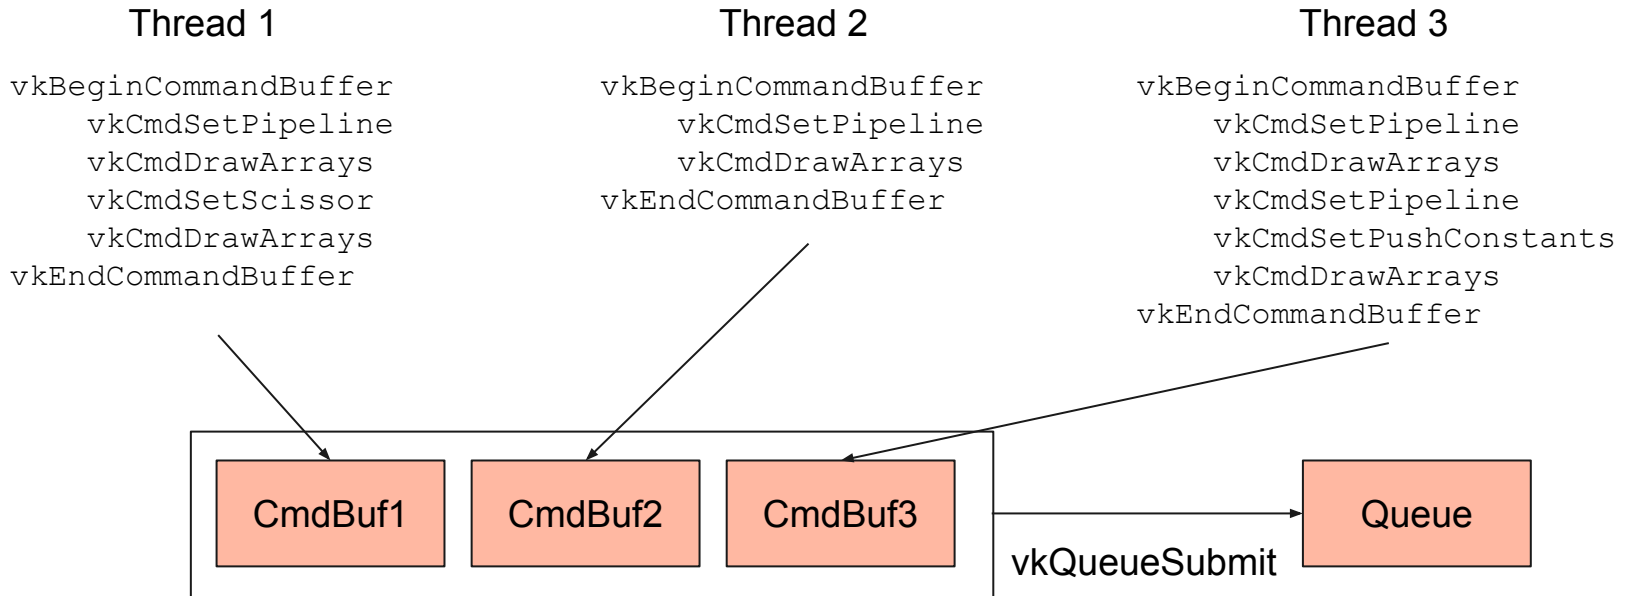 Thread 1
vkBeginCommandBuffer
vkCmdSetPipeline
vkCmdDrawArrays
vkCmdSetScissor
vkCmdDrawArrays
vkEndCommandBuffer
Thread 2
vkBeginCommandBuffer
vkCmdSetPipeline
vkCmdDrawArrays
vkEndCommandBuffer
Thread 3
vkBeginCommandBuffer
vkCmdSetPipeline
vkCmdDrawArrays
vkCmdSetPipeline
vkCmdSetPushConstants
vkCmdDrawArrays
vkEndCommandBuffer
CmdBuf1
CmdBuf2
CmdBuf3
vkQueueSubmit
Queue